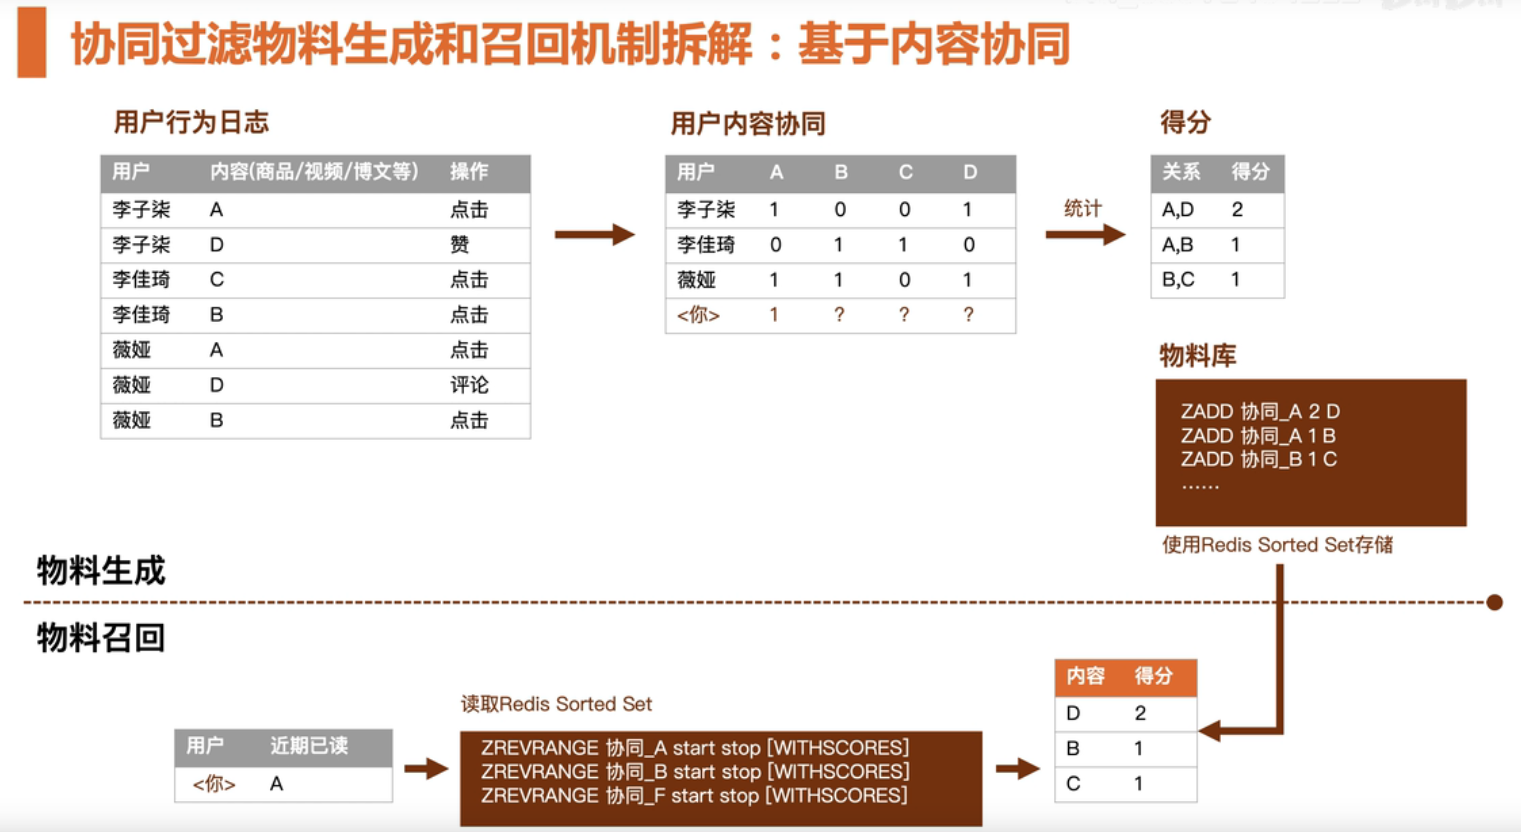 协同过滤物料生成和召回机制拆解：基于内容协同
用户行为日志
用户 内容(商品/视频/博文等) 操作
李子柒 A 点击
李子柒 D 赞
李佳琦 C 点击
李佳琦 B 点击
薇娅 A 点击
薇娅 D 评论
薇娅 B 点击
用户内容协同
用户 A B C D
李子柒 1 0 0 1
李佳琦 0 1 1 0
薇娅 1 1 0 1
<你> 1 ? ? ?
统计
得分
关系 得分
A,D 2
A,B 1
B,C 1
物料库
ZADD 协同_A 2 D
ZADD 协同_A 1 B
ZADD 协同_B 1 C
......
使用Redis Sorted Set存储
物料生成
物料召回
用户 近期已读
<你> A
读取Redis Sorted Set
ZREVRANGE 协同_A start stop [WITHSCORES]
ZREVRANGE 协同_B start stop [WITHSCORES]
ZREVRANGE 协同_F start stop [WITHSCORES]
内容 得分
D 2
B 1
C 1